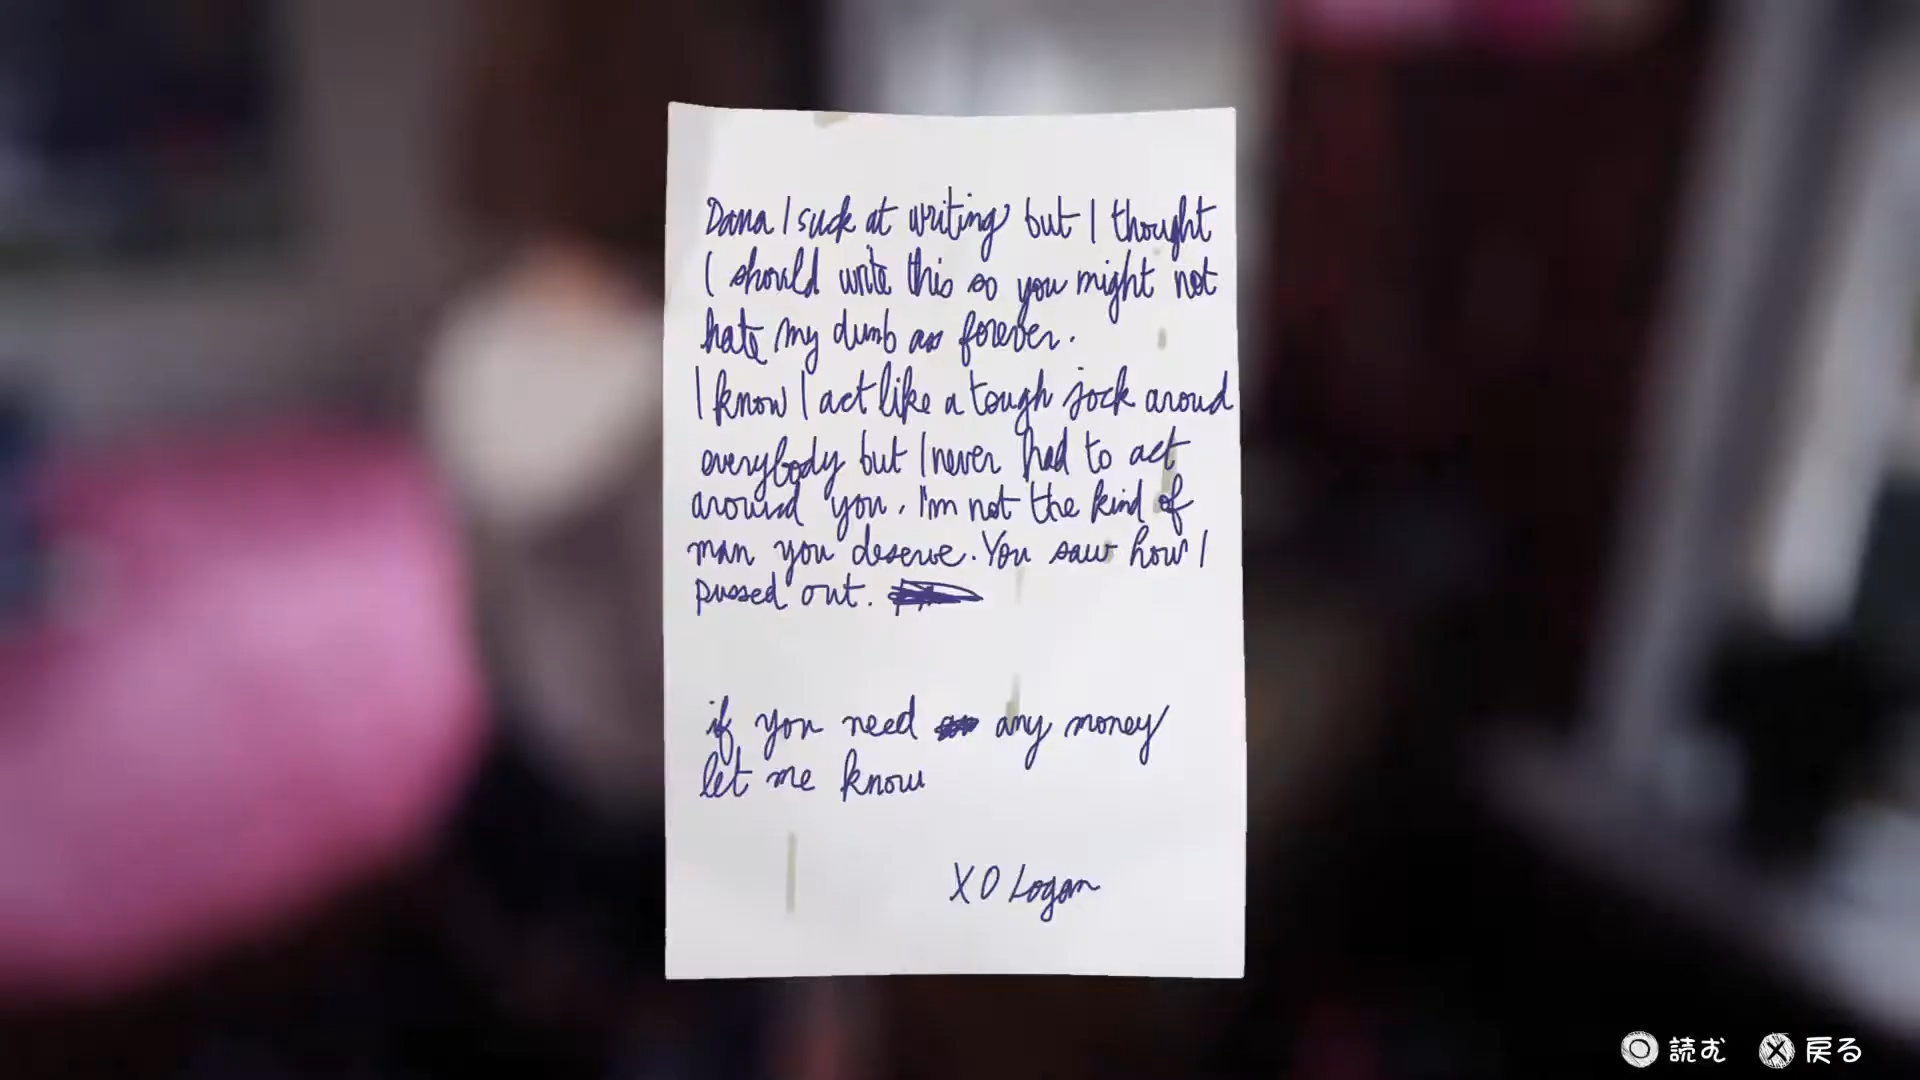 Dana I suck at writing but I thought
I should write this so you might not
hate my dumb ass forever.
I know I act like a tough jock aroud
everybody but I never had to act
around you. I'm not the kind of
man you deserve. You saw how I
pussed out.
if you need any money
let me know
XO Logan
読む 戻る